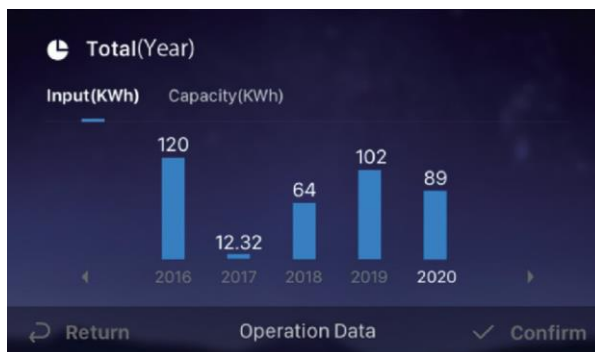 Total(Year)
Input(KWh) Capacity(KWh)
120
12.32
64
102
89
2016 2017 2018 2019 2020
Return Operation Data Confirm